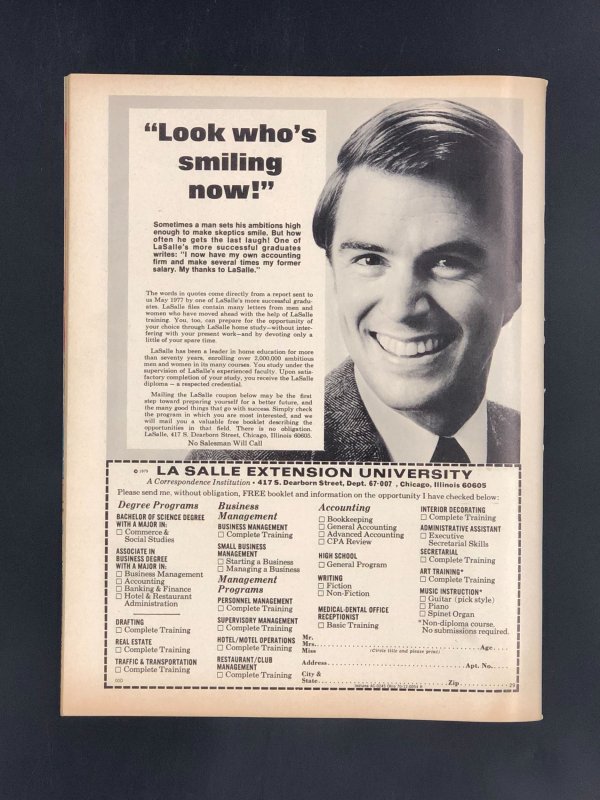 “Look who’s
smiling
now!”
Sometimes a man sets his ambitions high
enough to make skeptics smile. But how
often he gets the last laugh! One of
LaSalle’s more successful graduates
writes: “I now have my own accounting
firm and make several times my former
salary. My thanks to LaSalle.”
The words in quotes come directly from a report sent to
us May 1977 by one of LaSalle’s more successful gradu-
ates. LaSalle files contain many letters from men and
women who have moved ahead with the help of LaSalle
training. You, too, can prepare for the opportunity of
your choice through LaSalle home study—without inter-
fering with your present work—and by devoting only a
little of your spare time.
LaSalle has been a leader in home education for more
than seventy years, enrolling over 2,000,000 ambitious
men and women in its many courses. You study under the
supervision of LaSalle’s experienced faculty. Upon satis-
factory completion of your study, you receive the LaSalle
diploma – a respected credential.
Mailing the LaSalle coupon below may be the first
step toward preparing yourself for a better future, and
the many good things that go with success. Simply check
the program in which you are most interested, and we
will mail you a valuable free booklet describing the
opportunities in that field. There is no obligation.
LaSalle, 417 S. Dearborn Street, Chicago, Illinois 60605.
No Salesman Will Call
© 1979 LA SALLE EXTENSION UNIVERSITY
A Correspondence Institution • 417 S. Dearborn Street, Dept. 67-007 , Chicago, Illinois 60605
Please send me, without obligation, FREE booklet and information on the opportunity I have checked below:
Degree Programs
BACHELOR OF SCIENCE DEGREE
WITH A MAJOR IN:
Commerce &
Social Studies
ASSOCIATE IN
BUSINESS DEGREE
WITH A MAJOR IN:
Business Management
Accounting
Banking & Finance
Hotel & Restaurant
Administration
DRAFTING
Complete Training
REAL ESTATE
Complete Training
TRAFFIC & TRANSPORTATION
Complete Training
Business
Management
BUSINESS MANAGEMENT
Complete Training
SMALL BUSINESS
MANAGEMENT
Starting a Business
Managing a Business
Management
Programs
PERSONNEL MANAGEMENT
Complete Training
SUPERVISORY MANAGEMENT
Complete Training
HOTEL/MOTEL OPERATIONS
Complete Training
RESTAURANT/CLUB
MANAGEMENT
Complete Training
Accounting
Bookkeeping
General Accounting
Advanced Accounting
CPA Review
HIGH SCHOOL
General Program
WRITING
Fiction
Non-Fiction
MEDICAL-DENTAL OFFICE
RECEPTIONIST
Basic Training
INTERIOR DECORATING
Complete Training
ADMINISTRATIVE ASSISTANT
Executive
Secretarial Skills
SECRETARIAL
Complete Training
ART TRAINING*
Complete Training
MUSIC INSTRUCTION*
Guitar (pick style)
Piano
Spinet Organ
*Non-diploma course.
No submissions required.
Mr.
Mrs. Age
Miss (Circle title and please print)
Address Apt. No.
City &
State Zip